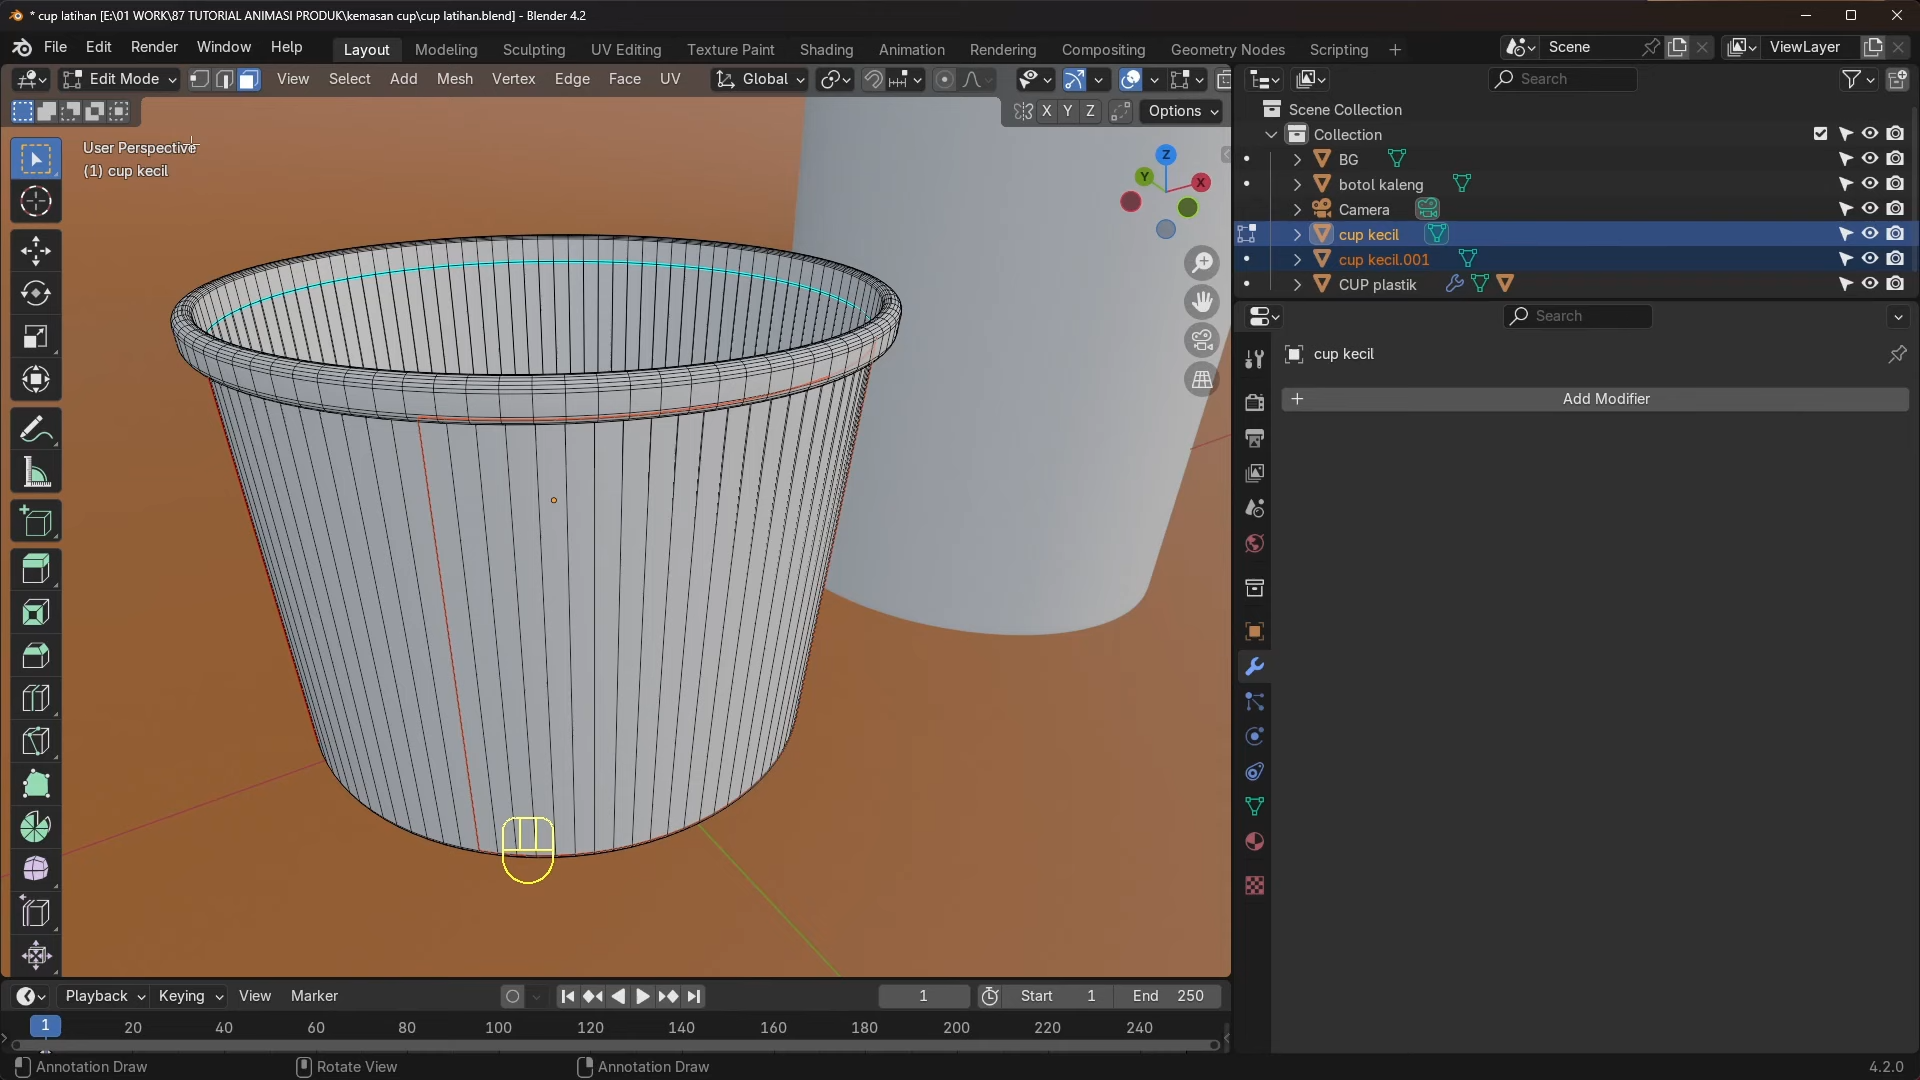 * cup latihan [E:\01 WORK\87 TUTORIAL ANIMASI PRODUK\kemasan cup\cup latihan.blend] - Blender 4.2
File Edit Render Window Help Layout Modeling Sculpting UV Editing Texture Paint Shading Animation Rendering Compositing Geometry Nodes Scripting + Scene ViewLayer
Edit Mode View Select Add Mesh Vertex Edge Face UV Global Search
X Y Z Options
User Perspective
(1) cup kecil
Z
Y
X
Scene Collection
Collection
BG
botol kaleng
Camera
cup kecil
cup kecil.001
CUP plastik
Search
cup kecil
+ Add Modifier
Playback Keying View Marker 1 Start 1 End 250
1 20 40 60 80 100 120 140 160 180 200 220 240
Annotation Draw Rotate View Annotation Draw 4.2.0